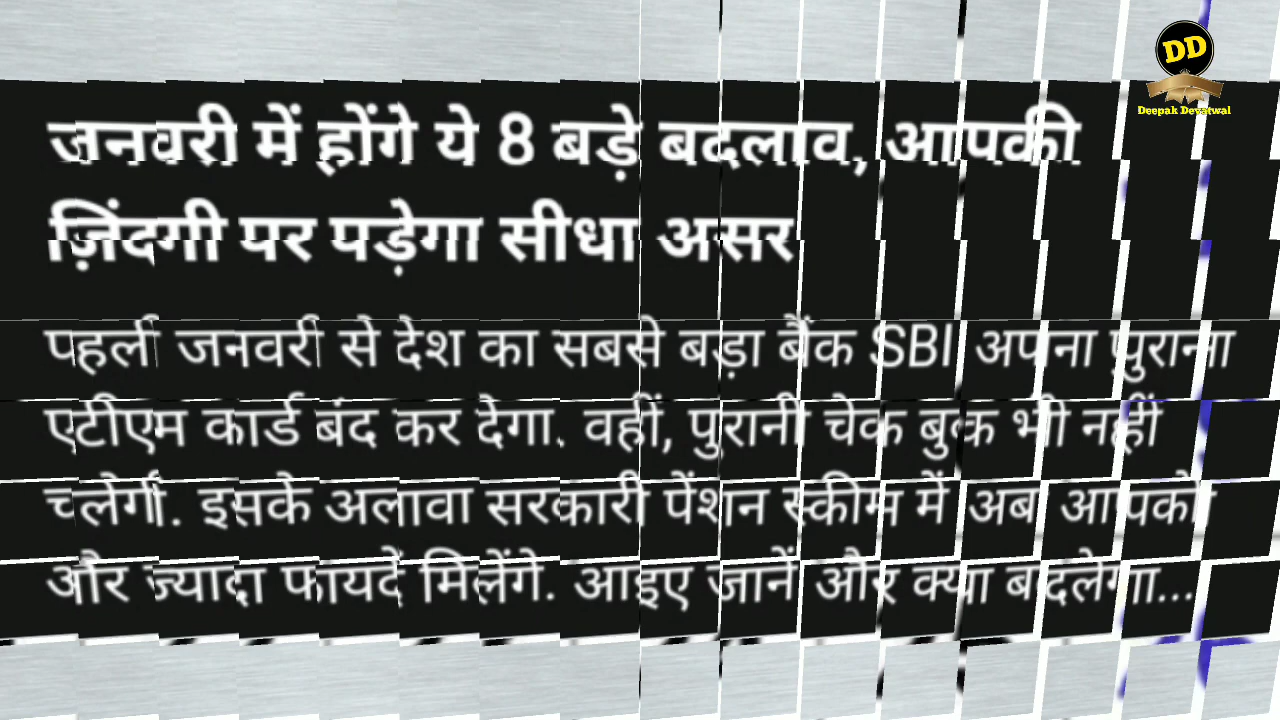 DD
Deepak Devatwal
जनवरी में होंगे ये 8 बड़े बदलाव, आपकी
ज़िंदगी पर पड़ेगा सीधा असर
पहली जनवरी से देश का सबसे बड़ा बैंक SBI अपना पुराना
एटीएम कार्ड बंद कर देगा. वहीं, पुरानी चेक बुक भी नहीं
चलेगी. इसके अलावा सरकारी पेंशन स्कीम में अब आपको
और ज्यादा फायदें मिलेंगे. आइए जानें और क्या बदलेगा...